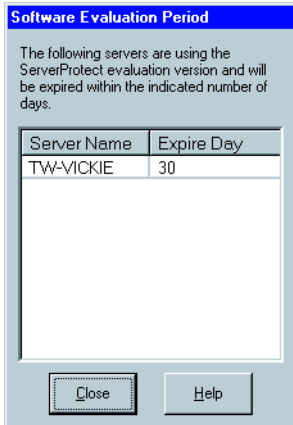 Software Evaluation Period
The following servers are using the
ServerProtect evaluation version and will
be expired within the indicated number of
days.
Server Name Expire Day
TW-VICKIE 30
Close Help